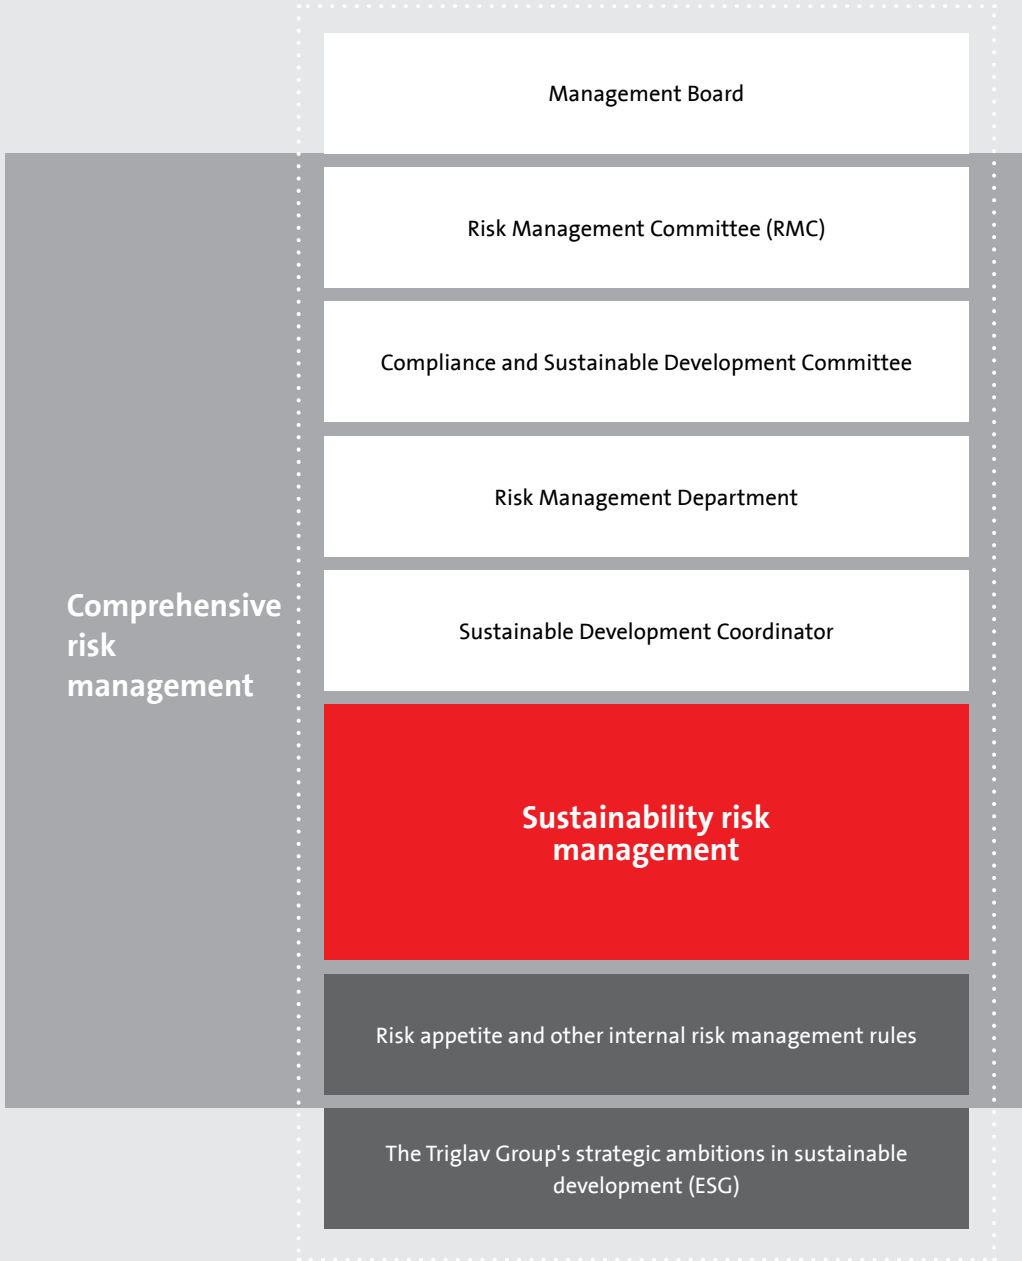 Management Board
Risk Management Committee (RMC)
Compliance and Sustainable Development Committee
Risk Management Department
Comprehensive
risk
management
Sustainable Development Coordinator
Sustainability risk
management
Risk appetite and other internal risk management rules
The Triglav Group's strategic ambitions in sustainable
development (ESG)